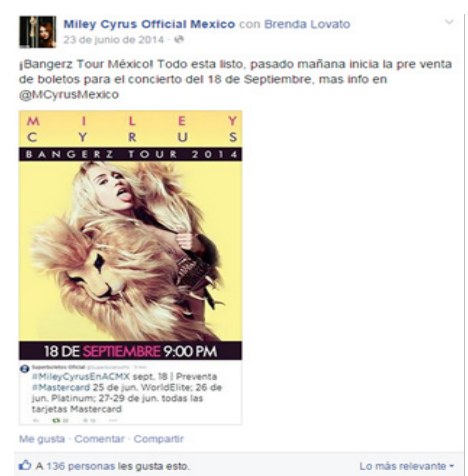 Miley Cyrus Official Mexico con Brenda Lovato
23 de junio de 2014 ·
¡Bangerz Tour México! Todo esta listo, pasado mañana inicia la pre venta
de boletos para el concierto del 18 de Septiembre, mas info en
@MCyrusMexico
M I L E Y
C Y R U S
BANGERZ TOUR 2014
18 DE SEPTIEMBRE 9:00 PM
Superboletos Oficial
#MileyCyrusEnACMX sept. 18 | Preventa
#Mastercard 25 de jun. WorldElite; 26 de
jun. Platinum; 27-29 de jun. todas las
tarjetas Mastercard
Me gusta · Comentar · Compartir
A 136 personas les gusta esto.
Lo más relevante